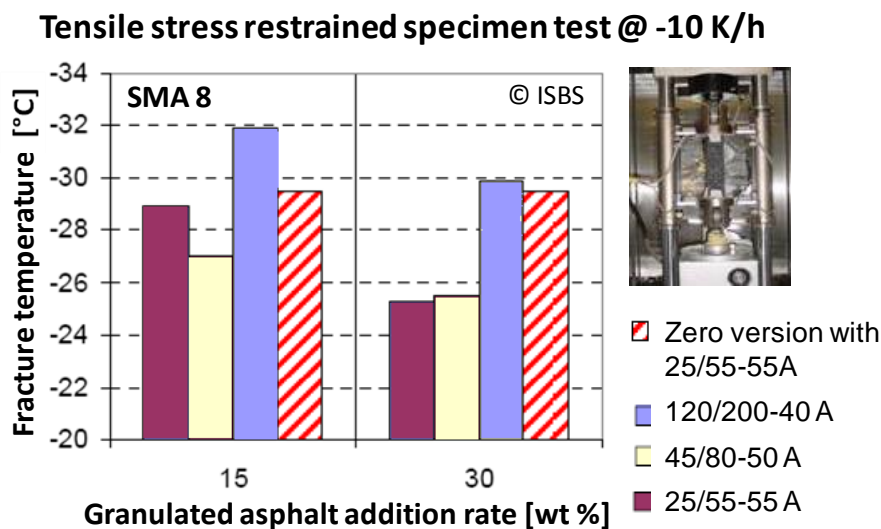 Tensile stress restrained specimen test @ -10 K/h
Fracture temperature [°C]
-34
-32
-30
-28
-26
-24
-22
-20
SMA 8
© ISBS
15
30
Granulated asphalt addition rate [wt %]
Zero version with
25/55-55A
120/200-40 A
45/80-50 A
25/55-55 A